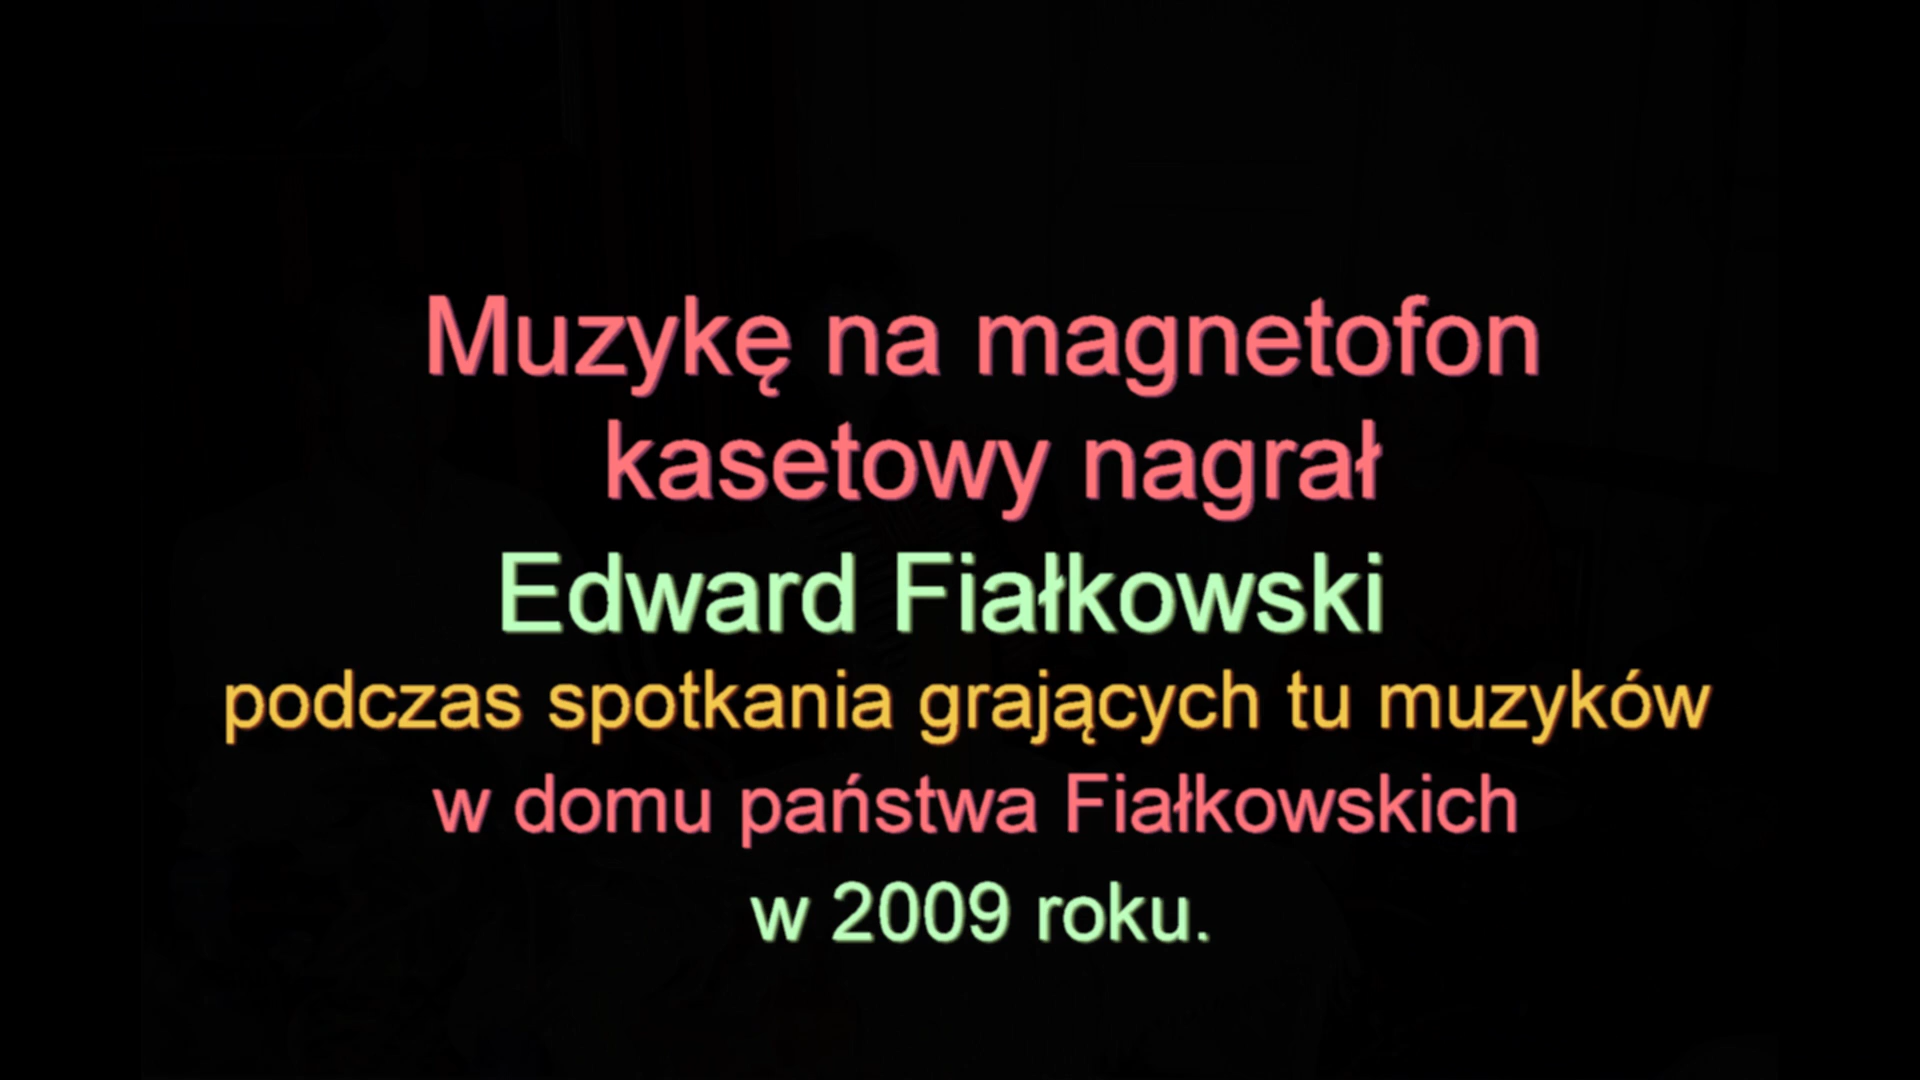 Muzykę na magnetofon
kasetowy nagrał
Edward Fiałkowski
podczas spotkania grających tu muzyków
w domu państwa Fiałkowskich
w 2009 roku.